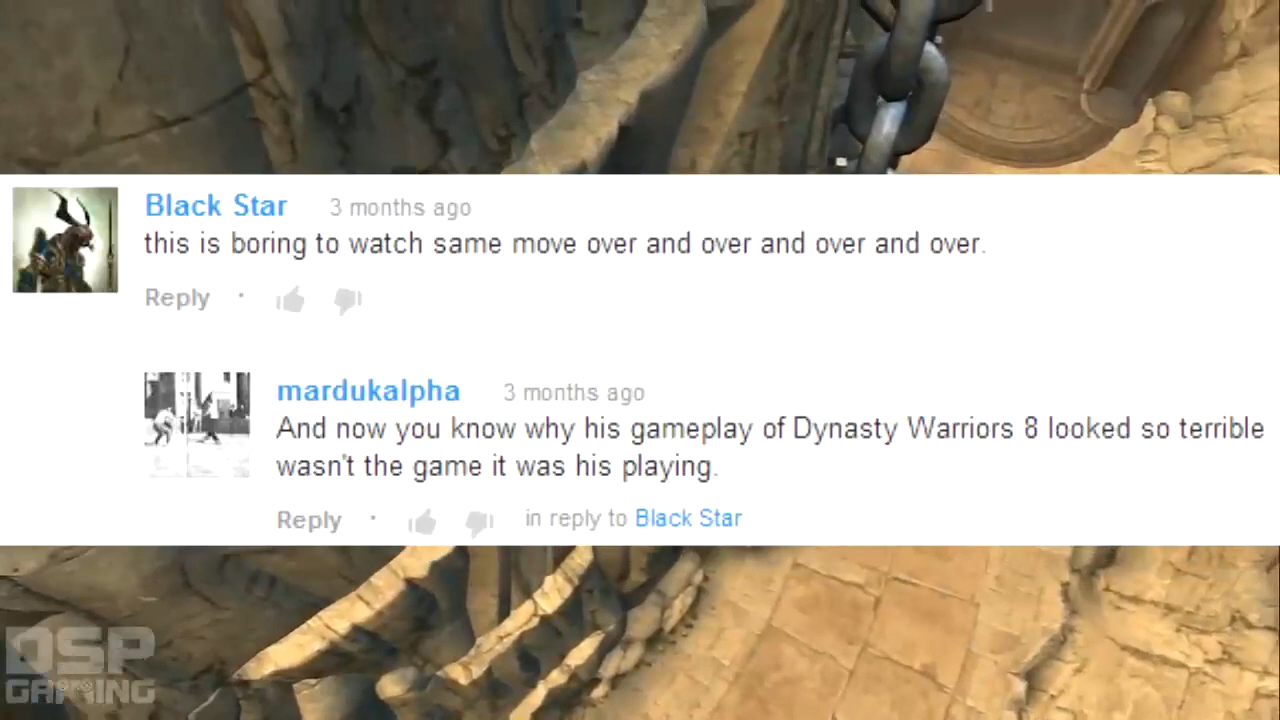 Black Star 3 months ago
this is boring to watch same move over and over and over and over.
Reply ·
mardukalpha 3 months ago
And now you know why his gameplay of Dynasty Warriors 8 looked so terrible
wasn't the game it was his playing.
Reply · in reply to Black Star
DSP
GAMING